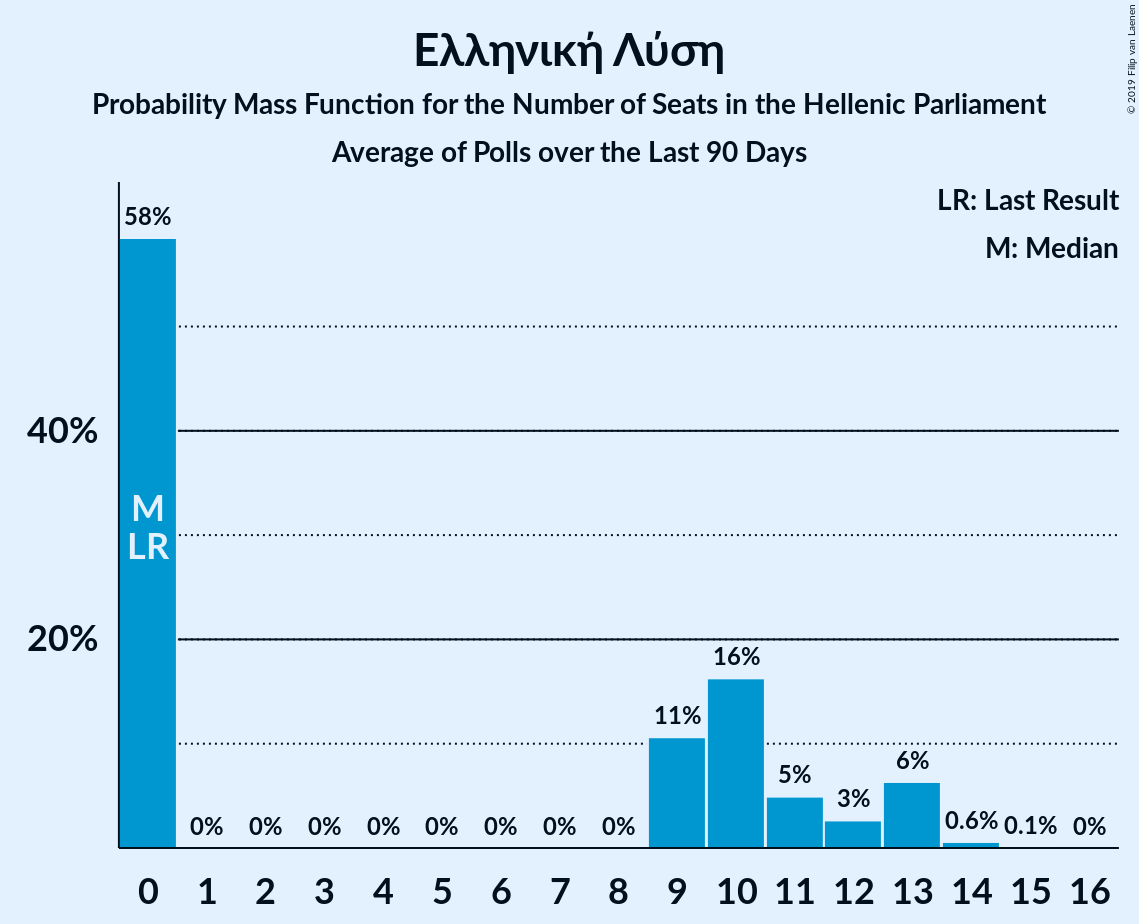 Ελληνική Λύση
Probability Mass Function for the Number of Seats in the Hellenic Parliament
Average of Polls over the Last 90 Days
© 2019 Filip van Laenen
LR: Last Result
M: Median
58%
40%
M
LR
20%
16%
11%
5%
3%
6%
0% 0% 0% 0% 0% 0% 0% 0% 0.6% 0.1% 0%
0 1 2 3 4 5 6 7 8 9 10 11 12 13 14 15 16